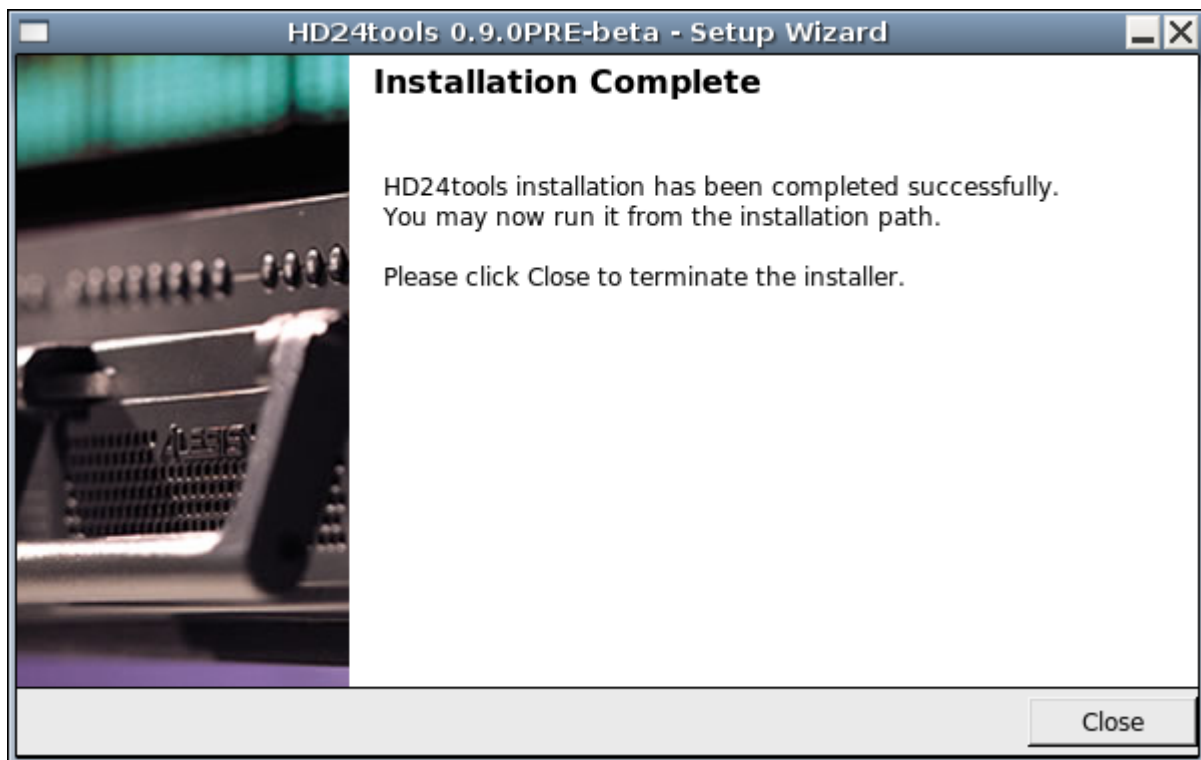 HD24tools 0.9.0PRE-beta - Setup Wizard
Installation Complete
HD24tools installation has been completed successfully.
You may now run it from the installation path.
Please click Close to terminate the installer.
ALESIS
Close